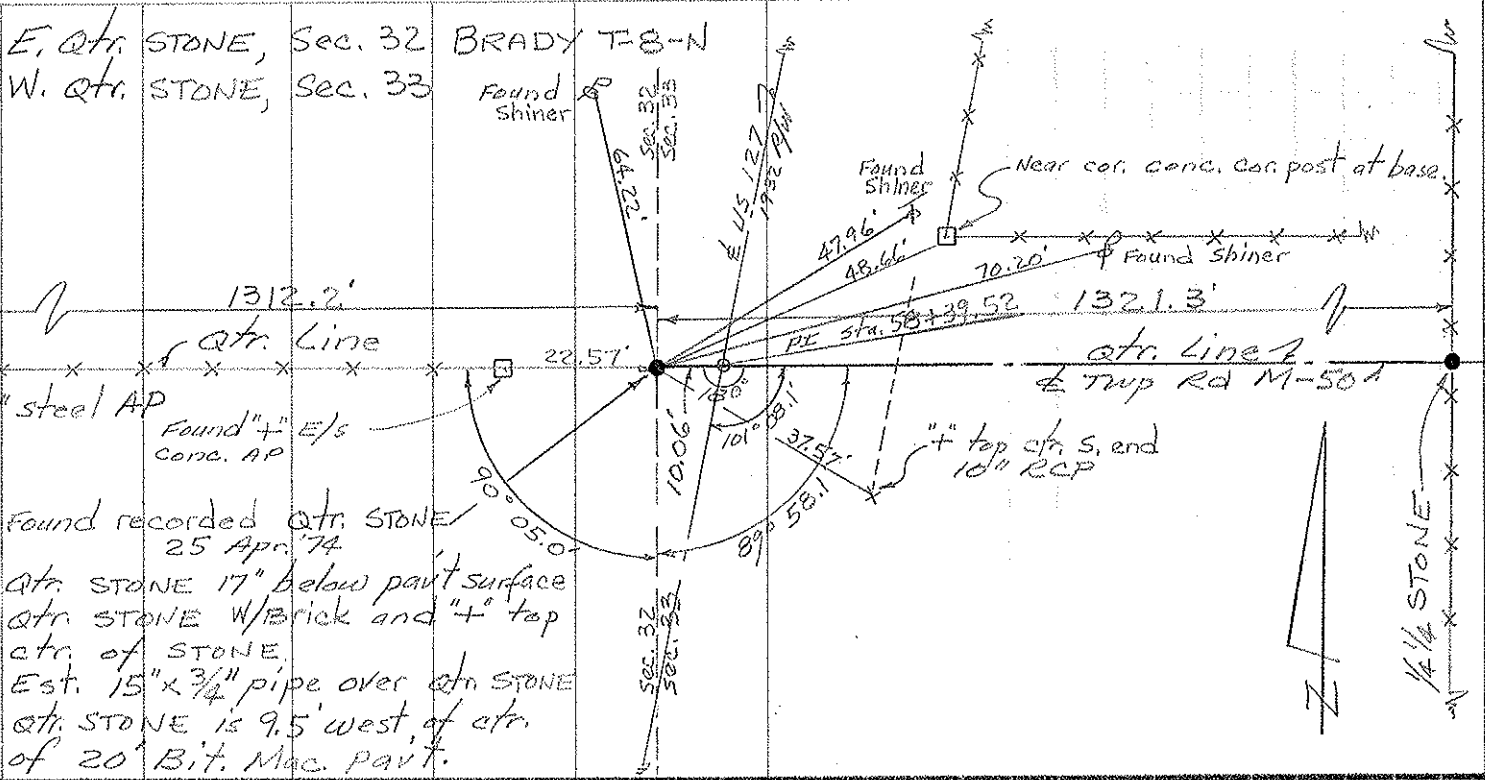 E. Qtr. STONE, Sec. 32 BRADY T-8-N
W. Qtr. STONE, Sec. 33
Found
Shiner
64.22'
Sec. 32
Sec. 33
℄ US 127
1932 R/W
Found
Shiner
Near cor. conc. cor. post at base.
47.96'
48.66'
70.20'
Found Shiner
1312.2'
1321.3'
Qtr. Line
22.57'
PI Sta. 58+39.52
Qtr. Line
℄ Twp Rd M-50
" steel AP
Found "+" E/s
Conc. AP
180°
101° 08.1'
10.06'
37.57'
"+" top ctr. S. end
10" RCP
90° 05.0'
89° 58.1
Found recorded Qtr. STONE
25 Apr. '74
Qtr. STONE 17" below pav't surface
Qtr. STONE W/Brick and "+" top
ctr. of STONE
Est. 15" x 3/4" pipe over Qtr. STONE
Qtr. STONE is 9.5' west of ctr.
of 20' Bit. Mac. Pav't.
Sec. 32
Sec. 33
1/4 1/4 STONE
N